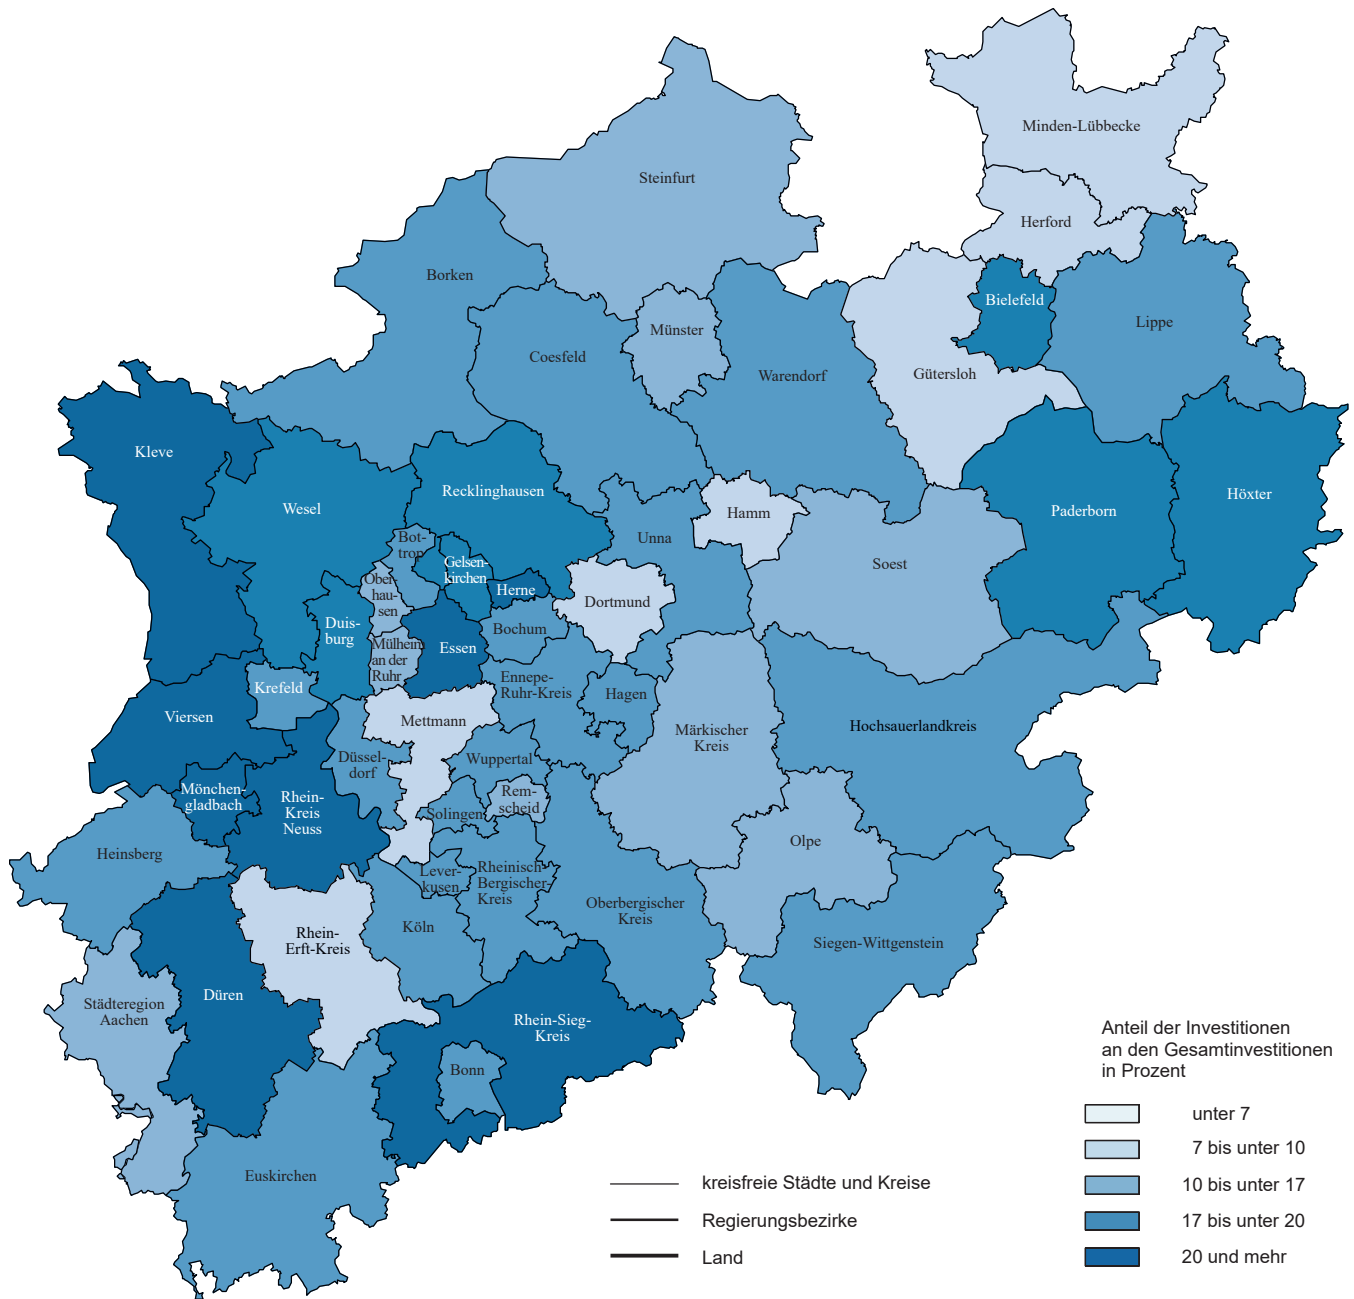 Minden-Lübbecke
Steinfurt
Herford
Borken
Bielefeld
Lippe
Münster
Coesfeld
Warendorf
Gütersloh
Kleve
Recklinghausen
Höxter
Wesel
Paderborn
Hamm
Unna
Bot-
trop
Soest
Gelsen-
kirchen
Ober-
hau-
sen
Herne
Dortmund
Duis-
burg
Bochum
Mülheim
an der
Ruhr
Essen
Ennepe-
Ruhr-Kreis
Krefeld
Hagen
Viersen
Mettmann
Märkischer
Kreis
Hochsauerlandkreis
Düssel-
dorf
Wuppertal
Mönchen-
gladbach
Rhein-
Kreis
Neuss
Rem-
scheid
Solingen
Olpe
Heinsberg
Lever-
kusen
Rheinisch-
Bergischer-
Kreis
Oberbergischer
Kreis
Köln
Rhein-
Erft-Kreis
Siegen-Wittgenstein
Düren
Städteregion
Aachen
Rhein-Sieg-
Kreis
Bonn
Euskirchen
Anteil der Investitionen
an den Gesamtinvestitionen
in Prozent
unter 7
7 bis unter 10
10 bis unter 17
17 bis unter 20
20 und mehr
kreisfreie Städte und Kreise
Regierungsbezirke
Land